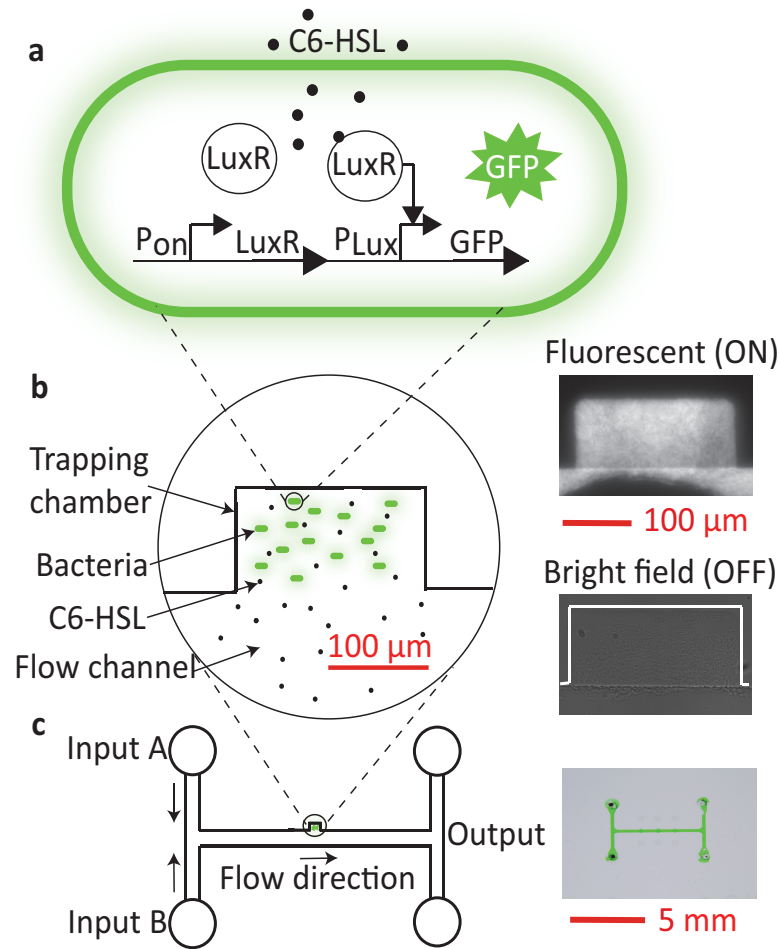 a
C6-HSL
LuxR
LuxR
GFP
Pon
LuxR
PLux
GFP
Fluorescent (ON)
b
Trapping
chamber
100 µm
Bacteria
Bright field (OFF)
C6-HSL
100 µm
Flow channel
c
Input A
Output
Flow direction
Input B
5 mm